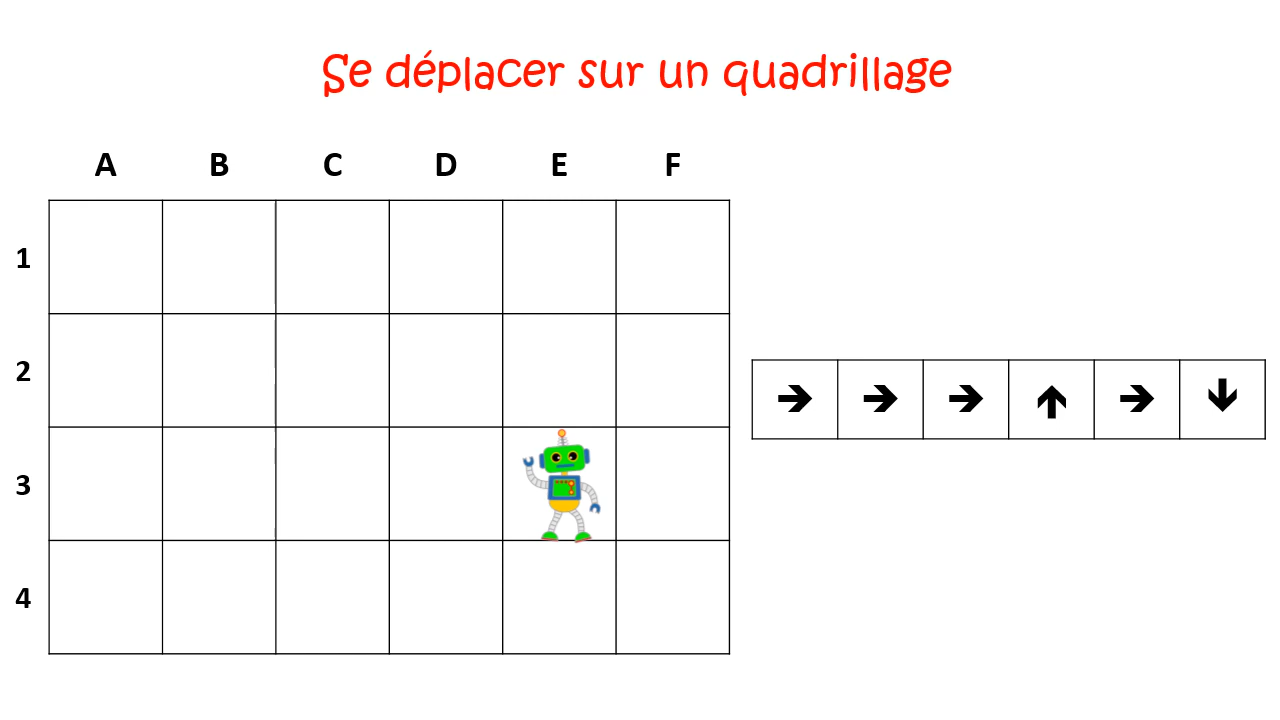 Se déplacer sur un quadrillage
A B C D E F
1
2
→ → → ↑ → ↓
3
4